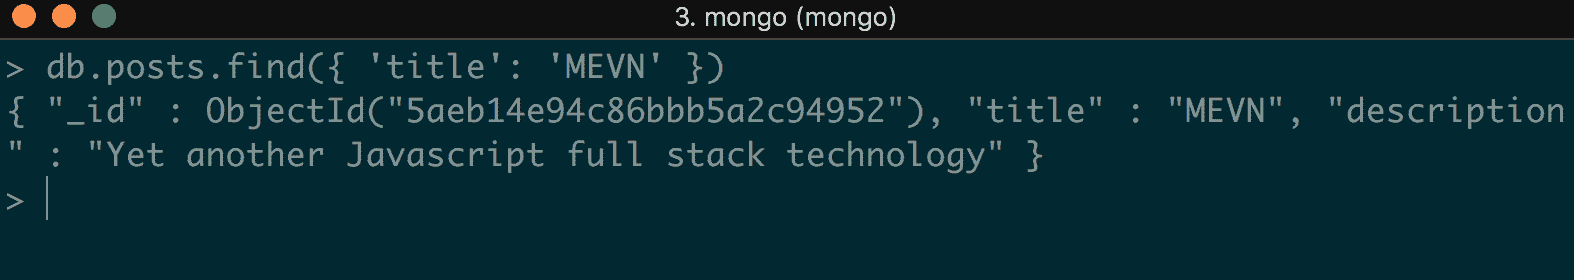 3. mongo (mongo)
> db.posts.find({ 'title': 'MEVN' })
{ "_id" : ObjectId("5aeb14e94c86bbb5a2c94952"), "title" : "MEVN", "description
" : "Yet another Javascript full stack technology" }
>